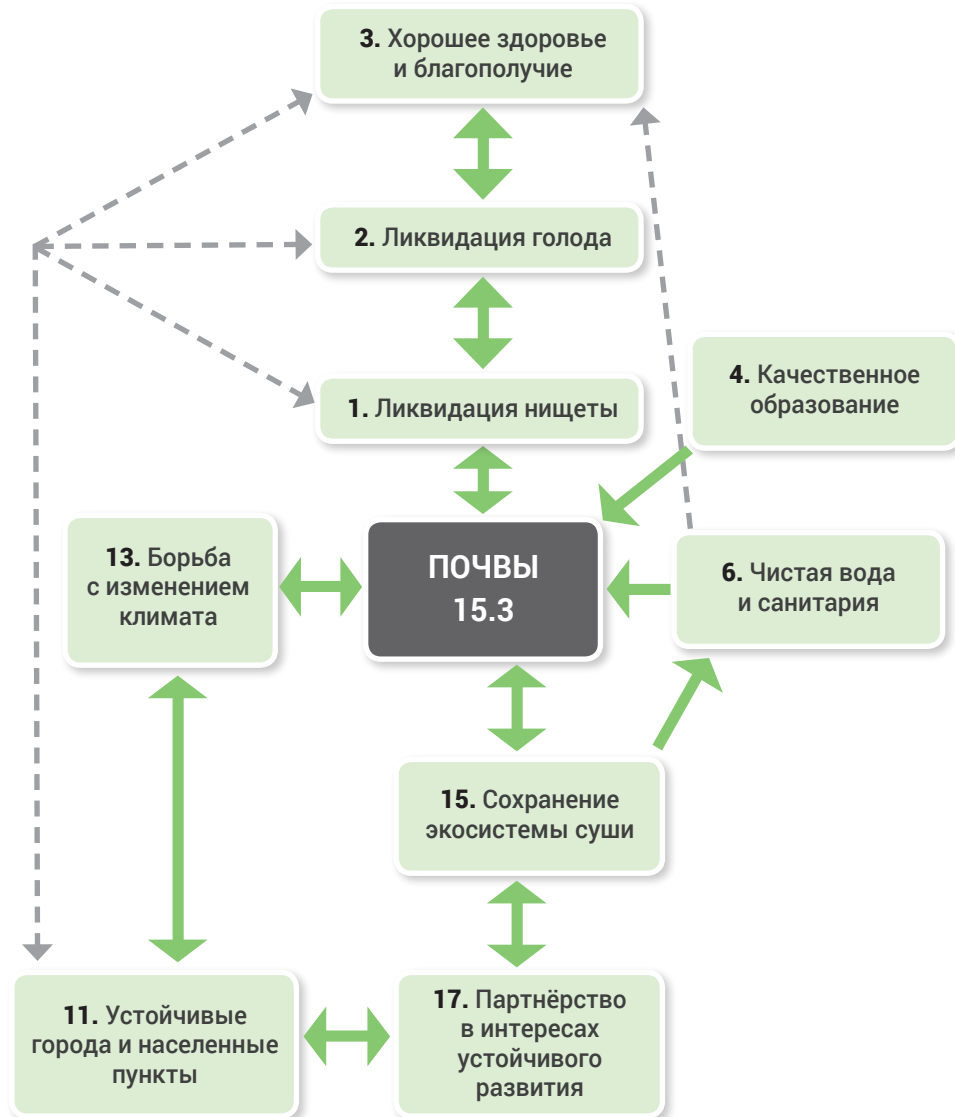 3. Хорошее здоровье
и благополучие
2. Ликвидация голода
1. Ликвидация нищеты
4. Качественное
образование
13. Борьба
с изменением
климата
ПОЧВЫ
15.3
6. Чистая вода
и санитария
15. Сохранение
экосистемы суши
11. Устойчивые
города и населенные
пункты
17. Партнёрство
в интересах
устойчивого
развития